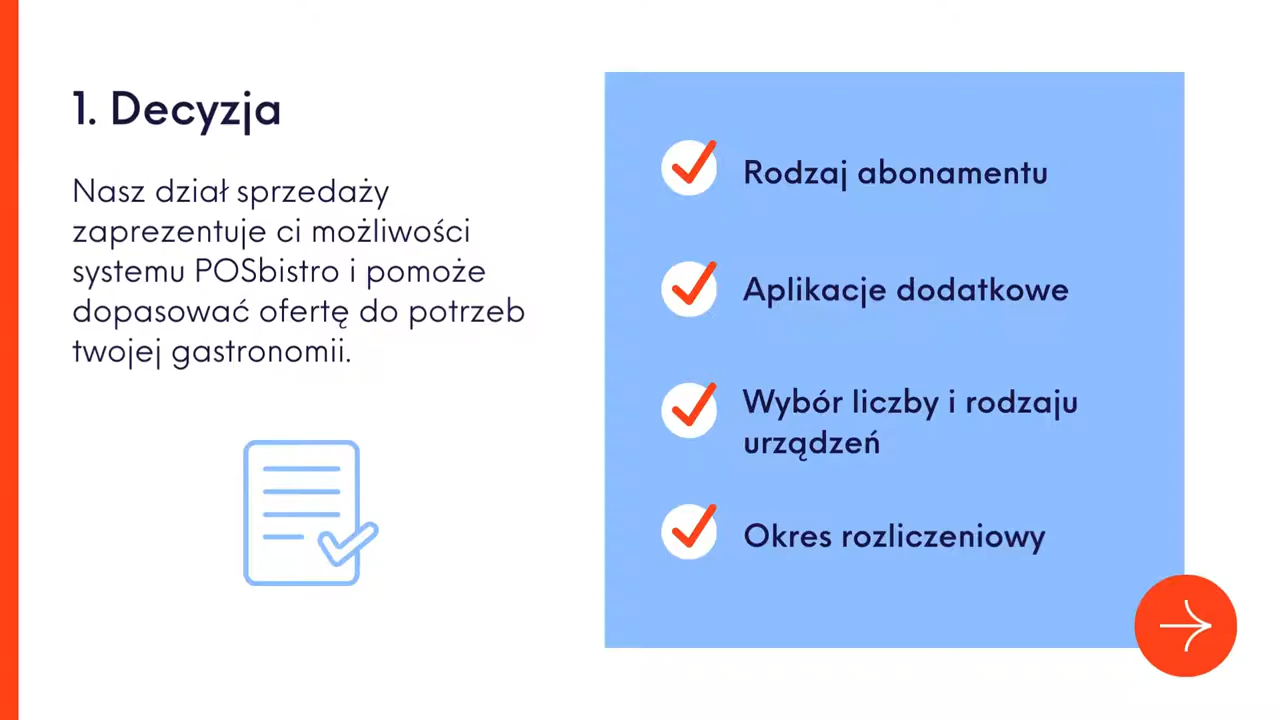 1. Decyzja
Nasz dział sprzedaży
zaprezentuje ci możliwości
systemu POSbistro i pomoże
dopasować ofertę do potrzeb
twojej gastronomii.
Rodzaj abonamentu
Aplikacje dodatkowe
Wybór liczby i rodzaju
urządzeń
Okres rozliczeniowy